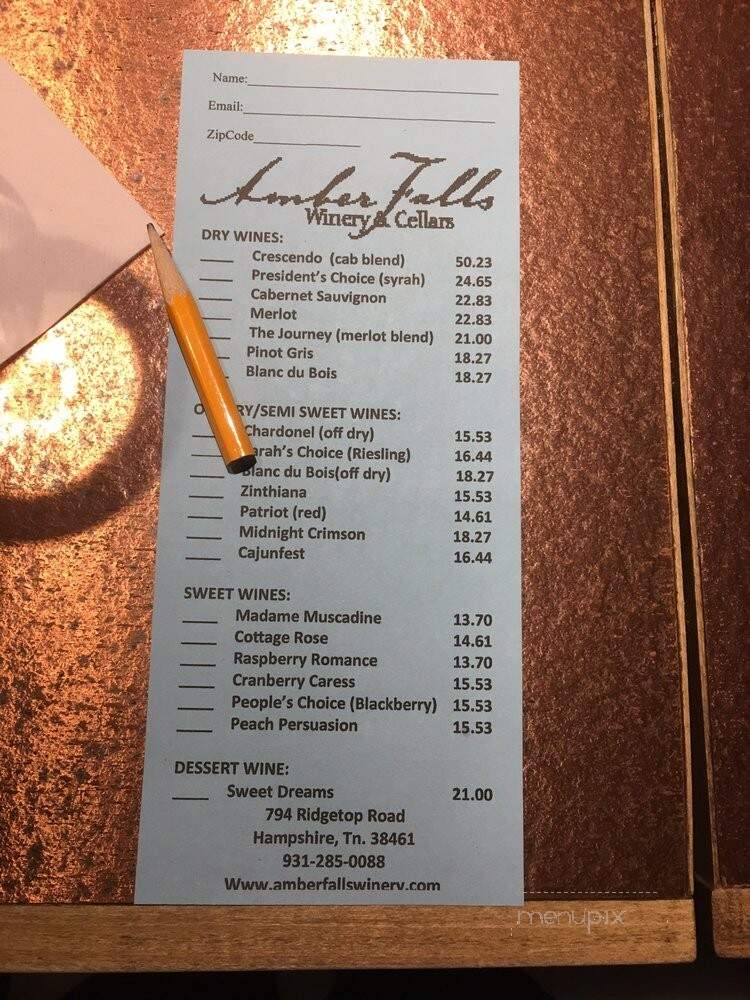 Name:
Email:
ZipCode
Amber Falls
Winery & Cellars
DRY WINES:
Crescendo (cab blend) 50.23
President's Choice (syrah) 24.65
Cabernet Sauvignon 22.83
Merlot 22.83
The Journey (merlot blend) 21.00
Pinot Gris 18.27
Blanc du Bois 18.27
RY/SEMI SWEET WINES:
Chardonel (off dry) 15.53
arah's Choice (Riesling) 16.44
Blanc du Bois(off dry) 18.27
Zinthiana 15.53
Patriot (red) 14.61
Midnight Crimson 18.27
Cajunfest 16.44
SWEET WINES:
Madame Muscadine 13.70
Cottage Rose 14.61
Raspberry Romance 13.70
Cranberry Caress 15.53
People's Choice (Blackberry) 15.53
Peach Persuasion 15.53
DESSERT WINE:
Sweet Dreams 21.00
794 Ridgetop Road
Hampshire, Tn. 38461
931-285-0088
Www.amberfallswinery.com
menupix